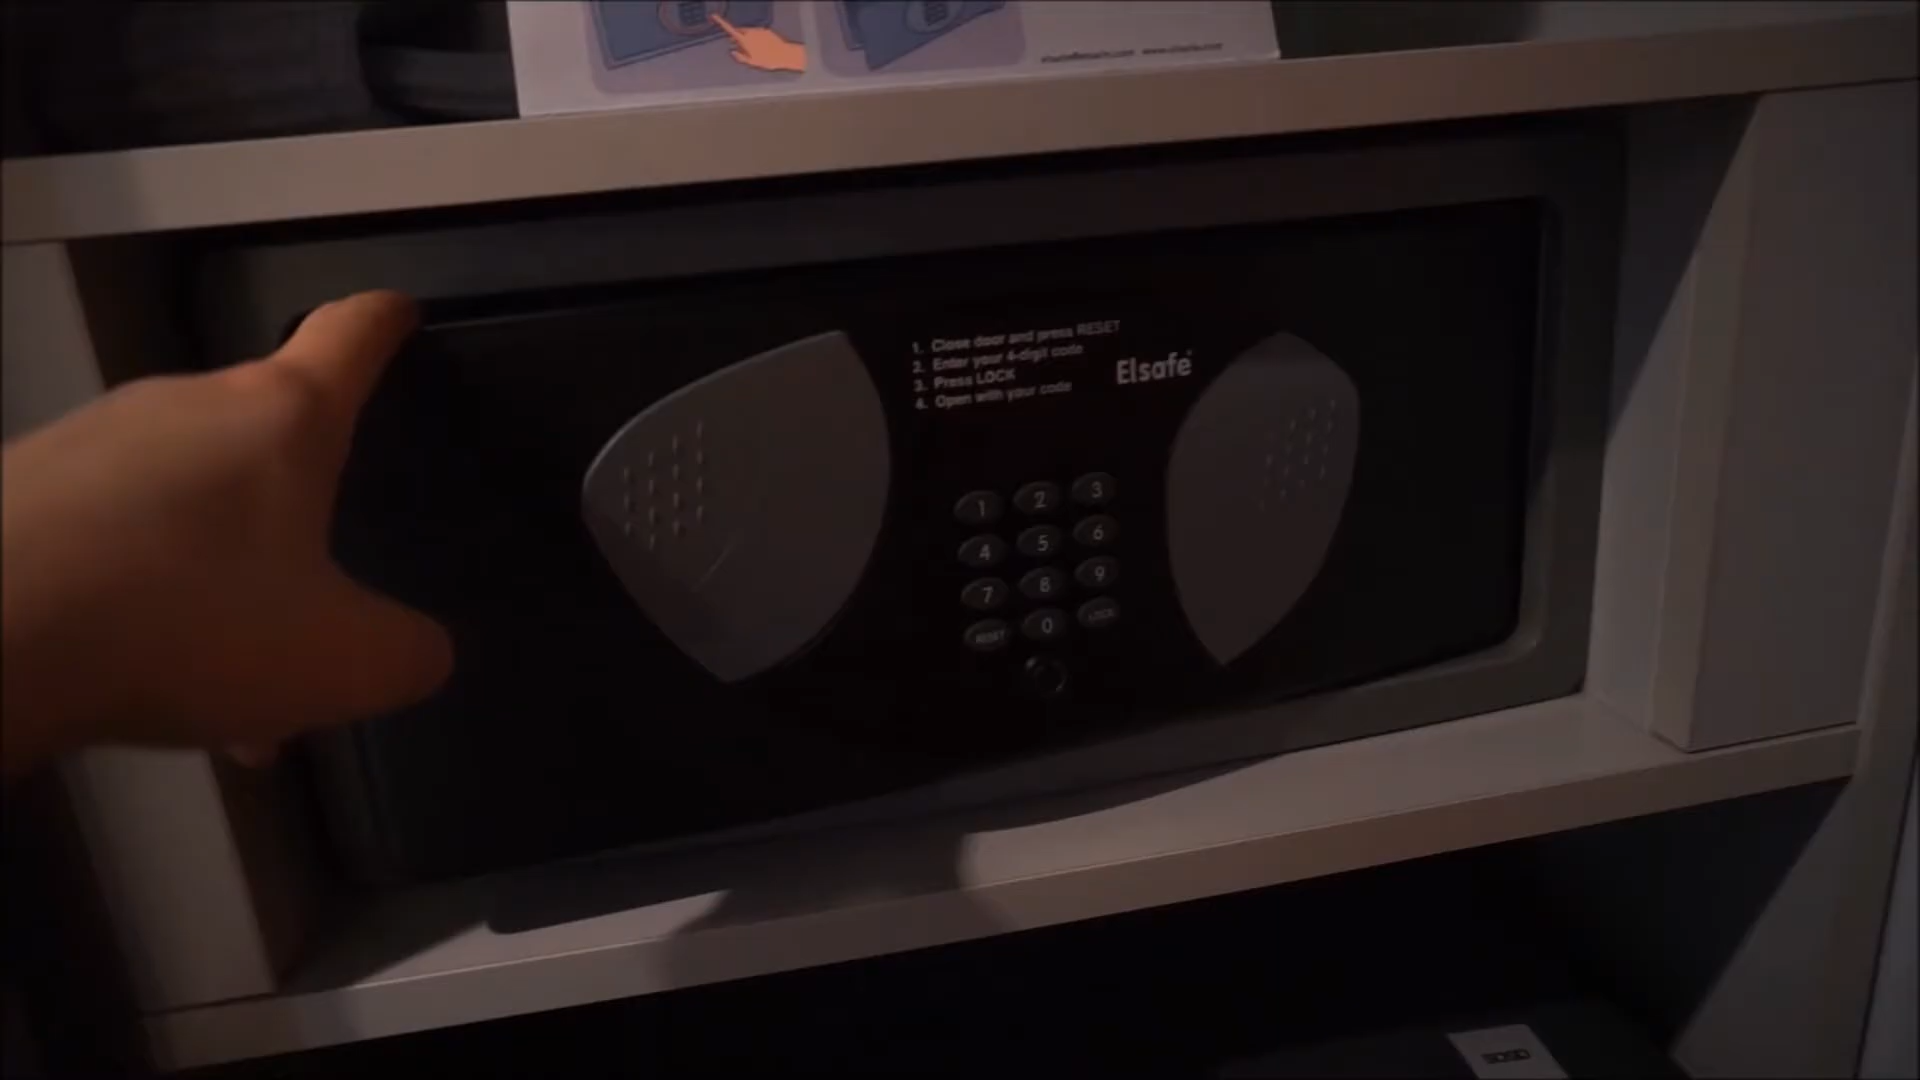 1. Close door and press RESET
2. Enter your 4-digit code
3. Press LOCK
4. Open with your code
Elsafe
1 2 3
4 5 6
7 8 9
RESET 0 LOCK